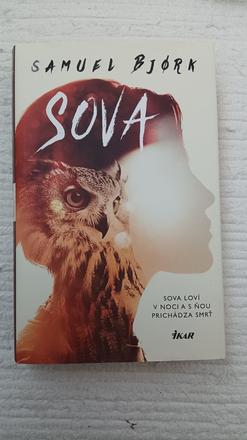 SAMUEL BJØRK
SOVA
SOVA LOVÍ
V NOCI A S ŇOU
PRICHÁDZA SMRŤ
IKAR